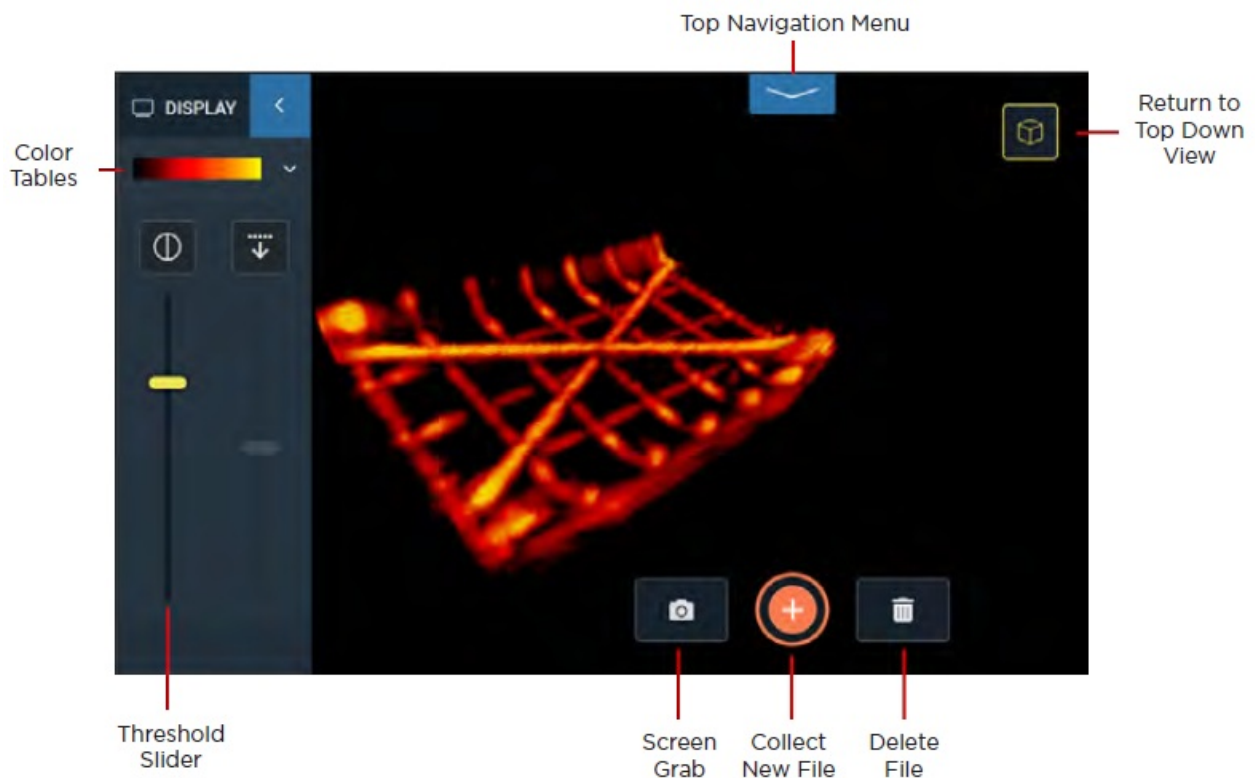 Top Navigation Menu
DISPLAY
Return to
Top Down
View
Color
Tables
Threshold
Slider
Screen
Grab
Collect
New File
Delete
File